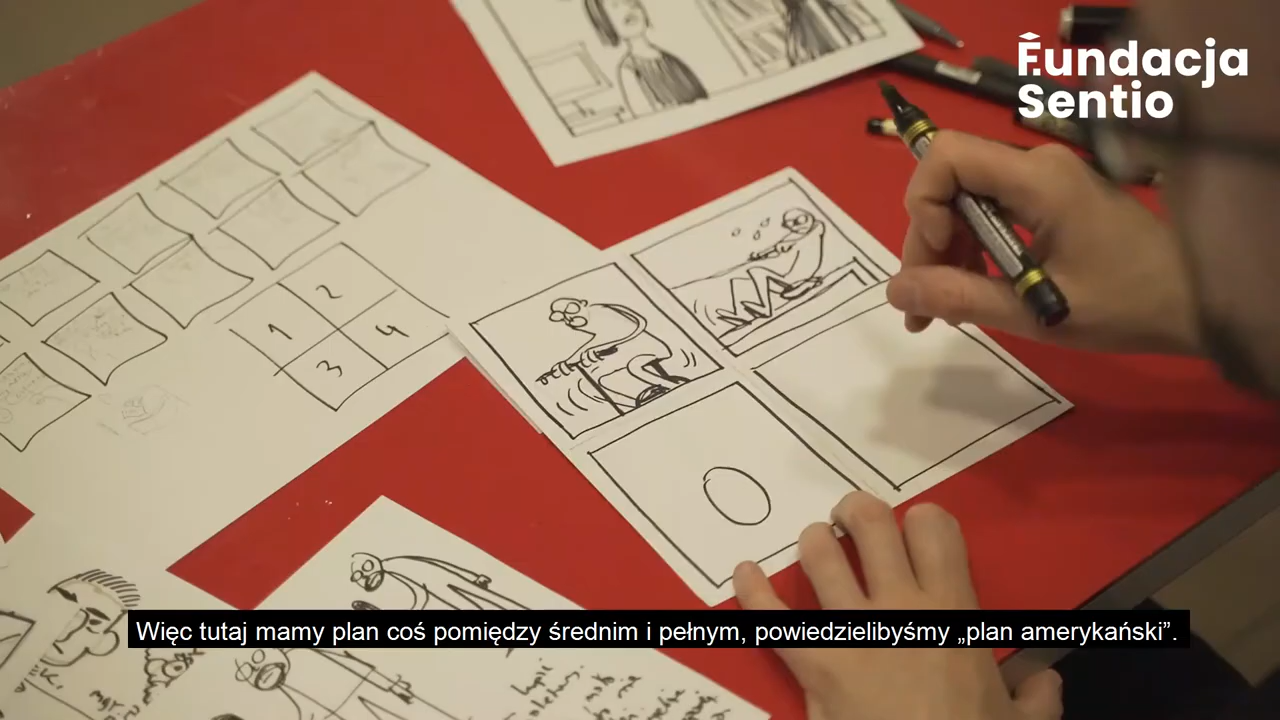 Fundacja
Sentio
1
2
3
4
Więc tutaj mamy plan coś pomiędzy średnim i pełnym, powiedzielibyśmy „plan amerykański”.